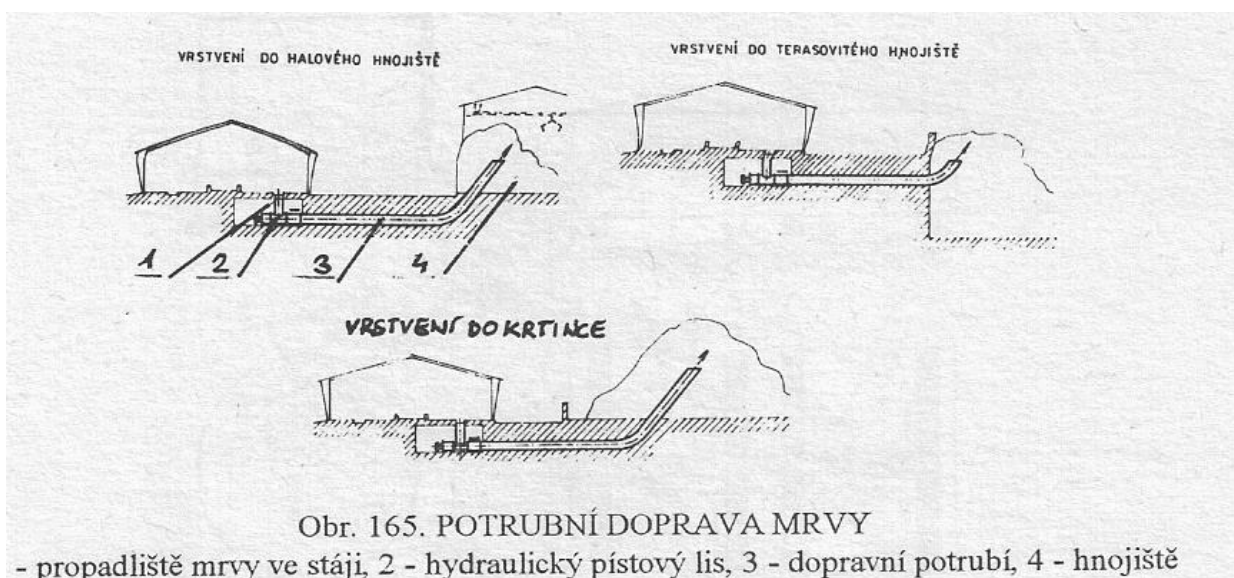 VRSTVENÍ DO HALOVÉHO HNOJIŠTĚ
VRSTVENÍ DO TERASOVITÉHO HNOJIŠTĚ
1 2 3 4
VRSTVENÍ DO KRTINCE
Obr. 165. POTRUBNÍ DOPRAVA MRVY
- propadliště mrvy ve stáji, 2 - hydraulický pístový lis, 3 - dopravní potrubí, 4 - hnojiště